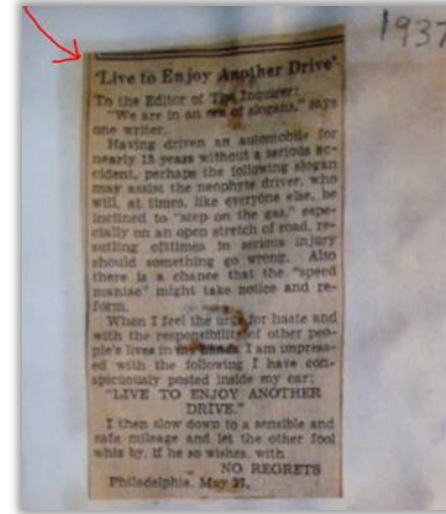 1937
'Live to Enjoy Another Drive'
To the Editor of The Inquirer:
"We are in an era of slogans," says
one writer.
Having driven an automobile for
nearly 15 years without a serious ac-
cident, perhaps the following slogan
may assist the neophyte driver, who
will, at times, like everyone else, be
inclined to "step on the gas," espe-
cially on an open stretch of road, re-
sulting ofttimes in serious injury
should something go wrong. Also
there is a chance that the "speed
maniac" might take notice and re-
form.
When I feel the urge for haste and
with the responsibility of other peo-
ple's lives in my hands, I am impress-
ed with the following I have con-
spicuously posted inside my car:
"LIVE TO ENJOY ANOTHER
DRIVE."
I then slow down to a sensible and
safe mileage and let the other fool
whiz by, if he so wishes, with
NO REGRETS
Philadelphia, May 27.